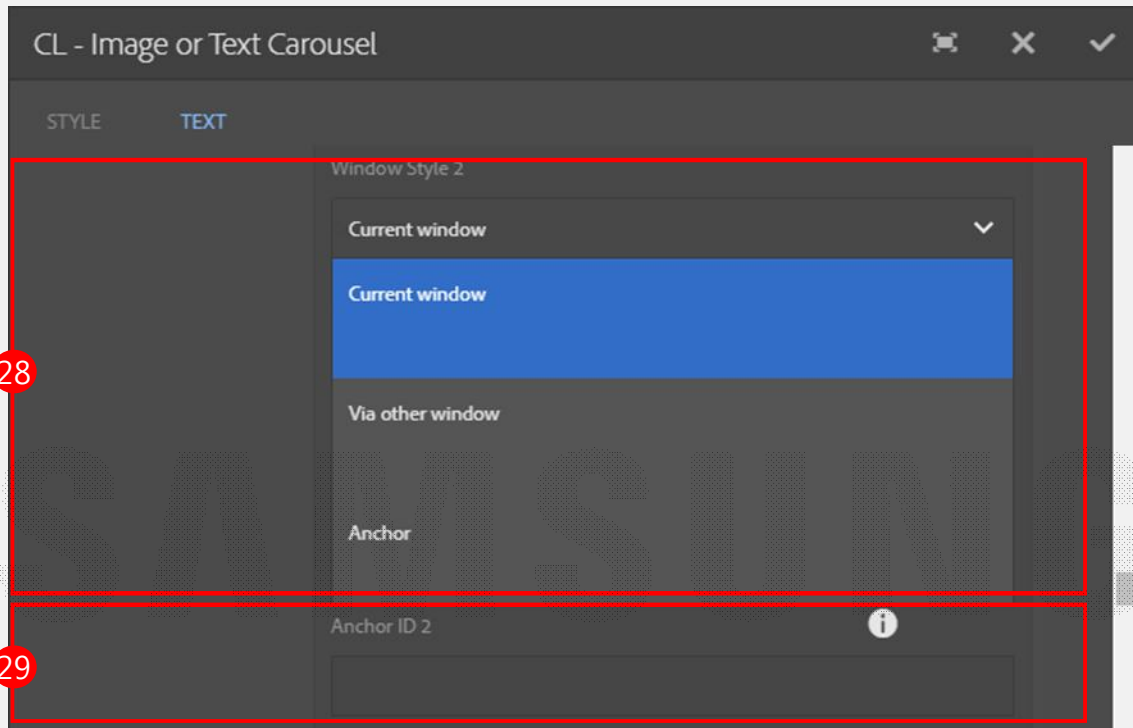 CL - Image or Text Carousel
STYLE TEXT
Window Style 2
Current window
Current window
28
Via other window
SAMSUNG
Anchor
Anchor ID 2
29